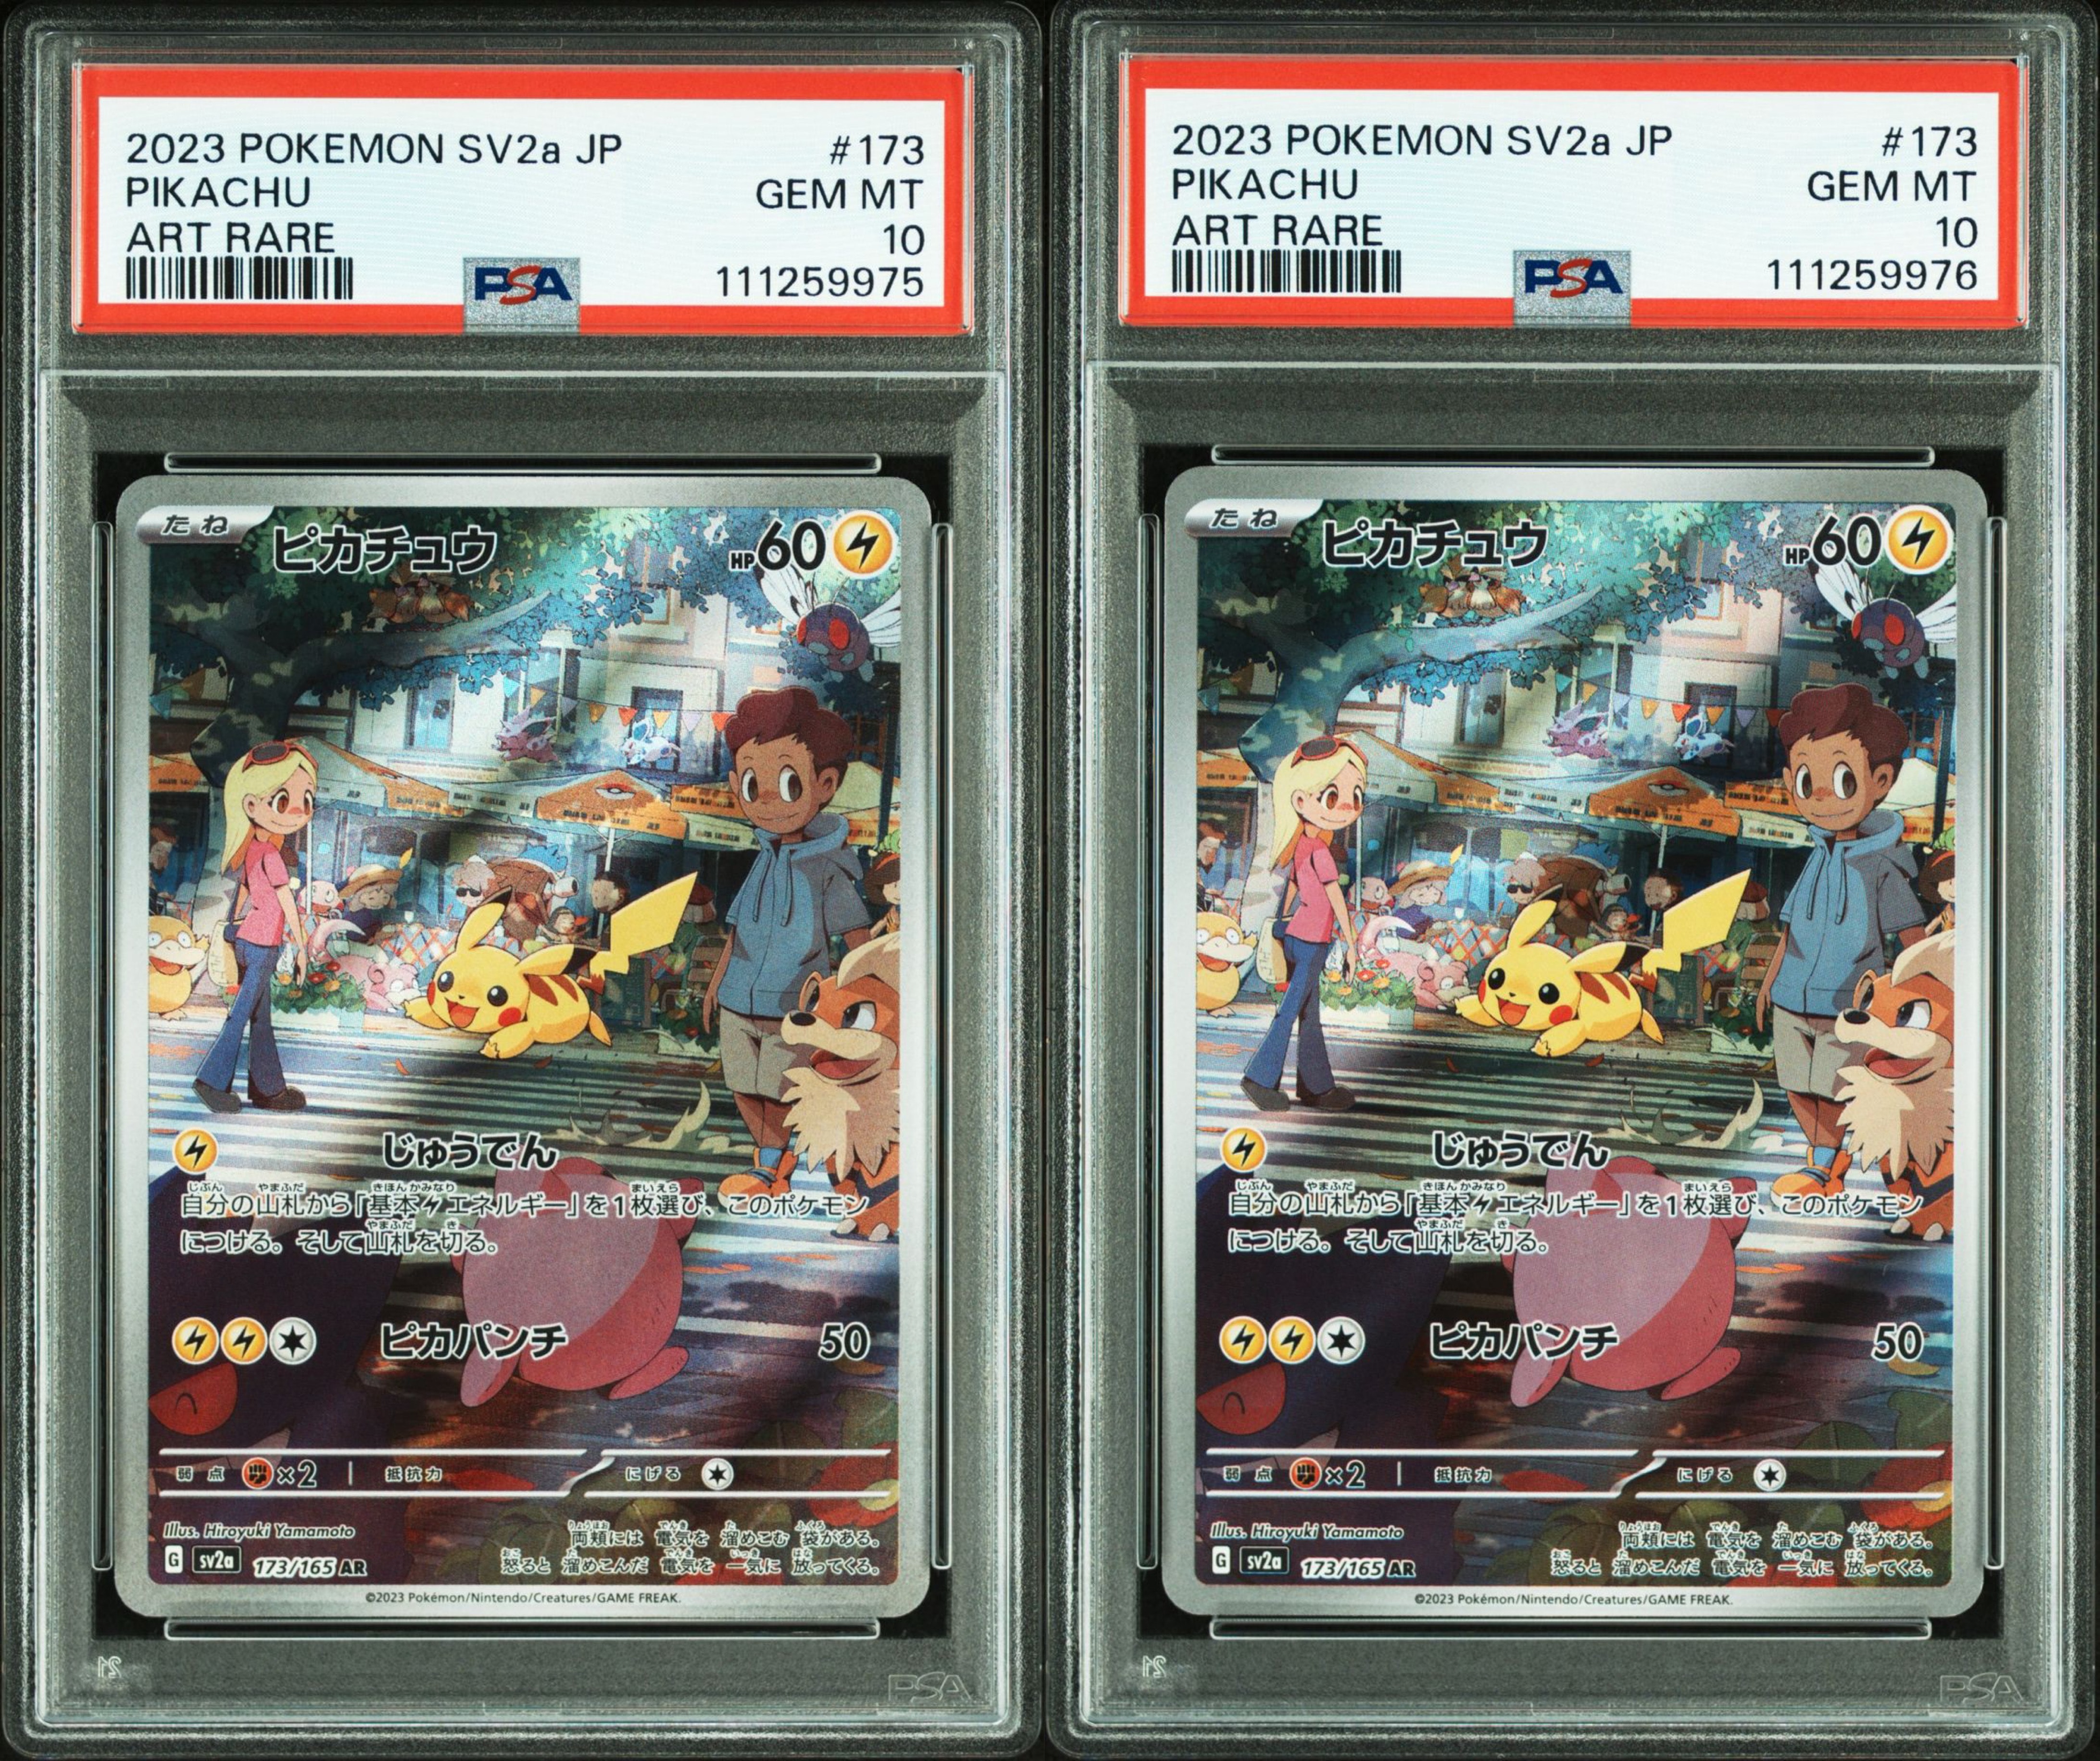 2023 POKEMON SV2a JP #173
PIKACHU GEM MT
ART RARE 10
PSA 111259975
たね ピカチュウ HP60
じゅうでん
自分の山札から「基本エネルギー」を1枚選び、このポケモン
につける。そして山札を切る。
ピカパンチ 50
弱点 ×2 抵抗力 にげる
Illus. Hiroyuki Yamamoto
両頬には 電気を 溜めこむ 袋がある。
G sv2a 173/165 AR 怒ると 溜めこんだ 電気を 一気に 放ってくる。
©2023 Pokémon/Nintendo/Creatures/GAME FREAK.
21 PSA
2023 POKEMON SV2a JP #173
PIKACHU GEM MT
ART RARE 10
PSA 111259976
たね ピカチュウ HP60
じゅうでん
自分の山札から「基本エネルギー」を1枚選び、このポケモン
につける。そして山札を切る。
ピカパンチ 50
弱点 ×2 抵抗力 にげる
Illus. Hiroyuki Yamamoto
両頬には 電気を 溜めこむ 袋がある。
G sv2a 173/165 AR 怒ると 溜めこんだ 電気を 一気に 放ってくる。
©2023 Pokémon/Nintendo/Creatures/GAME FREAK.
21 PSA